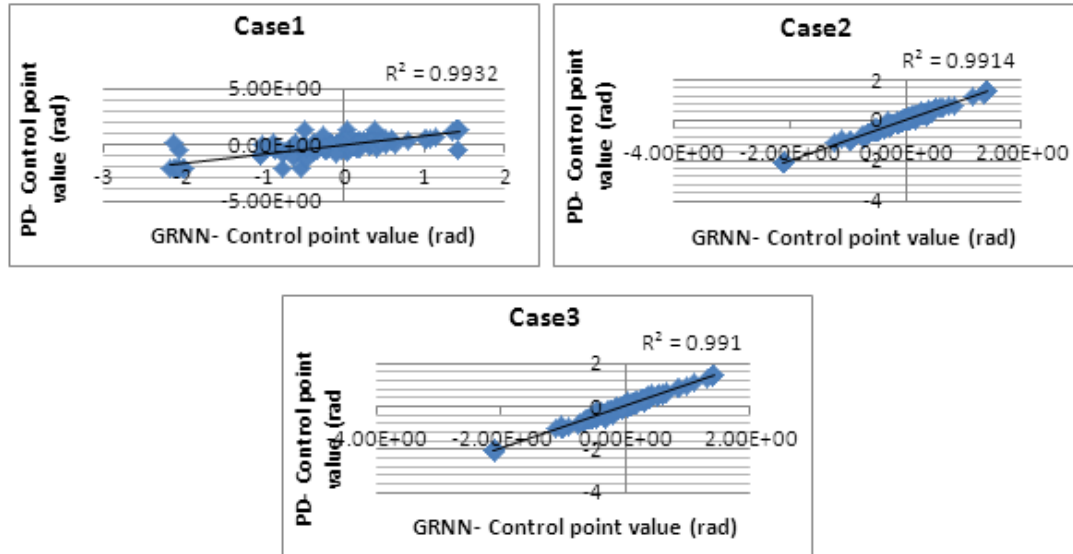 Case1
R² = 0.9932
5.00E+00
0.00E+00
-5.00E+00
-3
-2
-1
0
1
2
PD- Control point
value (rad)
GRNN- Control point value (rad)
Case2
R² = 0.9914
2
0
-2
-4
-4.00E+00
-2.00E+00
0.00E+00
2.00E+00
PD- Control point
value (rad)
GRNN- Control point value (rad)
Case3
R² = 0.991
2
0
-2
-4
-4.00E+00
-2.00E+00
0.00E+00
2.00E+00
PD- Control point
value (rad
GRNN- Control point value (rad)